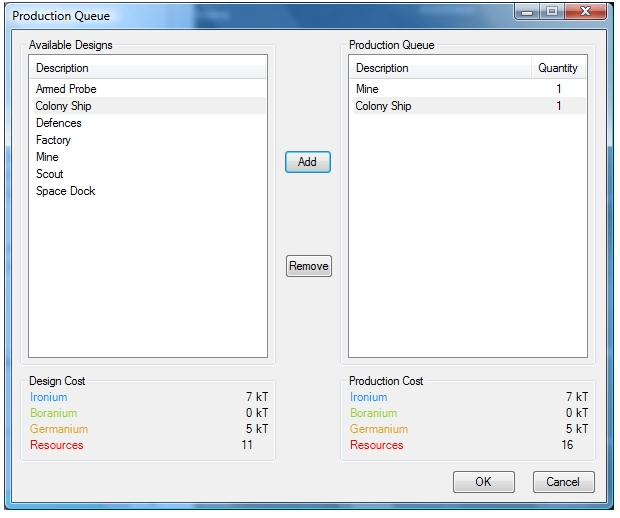 Production Queue
Available Designs
Description
Armed Probe
Colony Ship
Defences
Factory
Mine
Scout
Space Dock
Add
Remove
Production Queue
Description Quantity
Mine 1
Colony Ship 1
Design Cost
Ironium 7 kT
Boranium 0 kT
Germanium 5 kT
Resources 11
Production Cost
Ironium 7 kT
Boranium 0 kT
Germanium 5 kT
Resources 16
OK Cancel